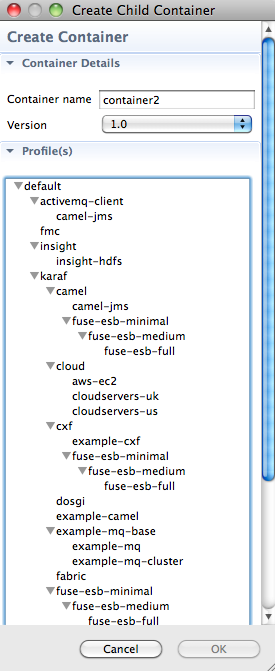 Create Child Container
Create Container
Container Details
Container name container2
Version 1.0
Profile(s)
default
activemq-client
camel-jms
fmc
insight
insight-hdfs
karaf
camel
camel-jms
fuse-esb-minimal
fuse-esb-medium
fuse-esb-full
cloud
aws-ec2
cloudservers-uk
cloudservers-us
cxf
example-cxf
fuse-esb-minimal
fuse-esb-medium
fuse-esb-full
dosgi
example-camel
example-mq-base
example-mq
example-mq-cluster
fabric
fuse-esb-minimal
fuse-esb-medium
fuse-esb-full
Cancel OK